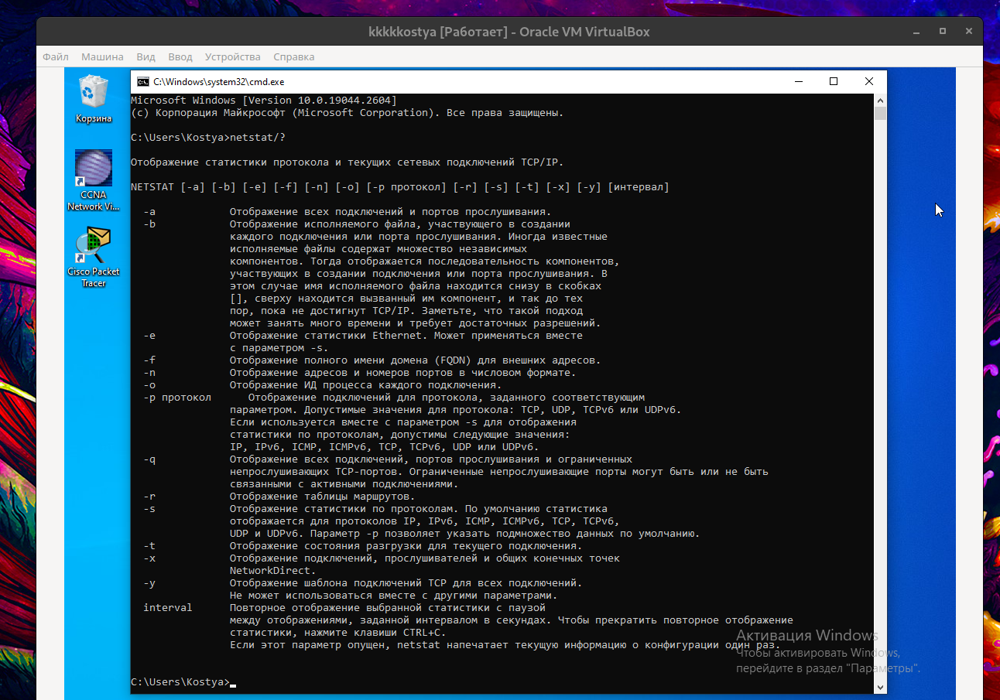 kkkkkostya [Работает] - Oracle VM VirtualBox
Файл Машина Вид Ввод Устройства Справка
Корзина
CCNA
Network Vi...
Cisco Packet
Tracer
C:\Windows\system32\cmd.exe
Microsoft Windows [Version 10.0.19044.2604]
(c) Корпорация Майкрософт (Microsoft Corporation). Все права защищены.
C:\Users\Kostya>netstat/?
Отображение статистики протокола и текущих сетевых подключений TCP/IP.
NETSTAT [-a] [-b] [-e] [-f] [-n] [-o] [-p протокол] [-r] [-s] [-t] [-x] [-y] [интервал]
-a Отображение всех подключений и портов прослушивания.
-b Отображение исполняемого файла, участвующего в создании
каждого подключения или порта прослушивания. Иногда известные
исполняемые файлы содержат множество независимых
компонентов. Тогда отображается последовательность компонентов,
участвующих в создании подключения или порта прослушивания. В
этом случае имя исполняемого файла находится снизу в скобках
[], сверху находится вызванный им компонент, и так до тех
пор, пока не достигнут TCP/IP. Заметьте, что такой подход
может занять много времени и требует достаточных разрешений.
-e Отображение статистики Ethernet. Может применяться вместе
с параметром -s.
-f Отображение полного имени домена (FQDN) для внешних адресов.
-n Отображение адресов и номеров портов в числовом формате.
-o Отображение ИД процесса каждого подключения.
-p протокол Отображение подключений для протокола, заданного соответствующим
параметром. Допустимые значения для протокола: TCP, UDP, TCPv6 или UDPv6.
Если используется вместе с параметром -s для отображения
статистики по протоколам, допустимы следующие значения:
IP, IPv6, ICMP, ICMPv6, TCP, TCPv6, UDP или UDPv6.
-q Отображение всех подключений, портов прослушивания и ограниченных
непрослушивающих TCP-портов. Ограниченные непрослушивающие порты могут быть или не быть
связанными с активными подключениями.
-r Отображение таблицы маршрутов.
-s Отображение статистики по протоколам. По умолчанию статистика
отображается для протоколов IP, IPv6, ICMP, ICMPv6, TCP, TCPv6,
UDP и UDPv6. Параметр -p позволяет указать подмножество данных по умолчанию.
-t Отображение состояния разгрузки для текущего подключения.
-x Отображение подключений, прослушивателей и общих конечных точек
NetworkDirect.
-y Отображение шаблона подключений TCP для всех подключений.
Не может использоваться вместе с другими параметрами.
interval Повторное отображение выбранной статистики с паузой
между отображениями, заданной интервалом в секундах. Чтобы прекратить повторное отображение
статистики, нажмите клавиши CTRL+C.
Если этот параметр опущен, netstat напечатает текущую информацию о конфигурации один раз.
C:\Users\Kostya>
Активация Windows
Чтобы активировать Windows,
перейдите в раздел "Параметры".